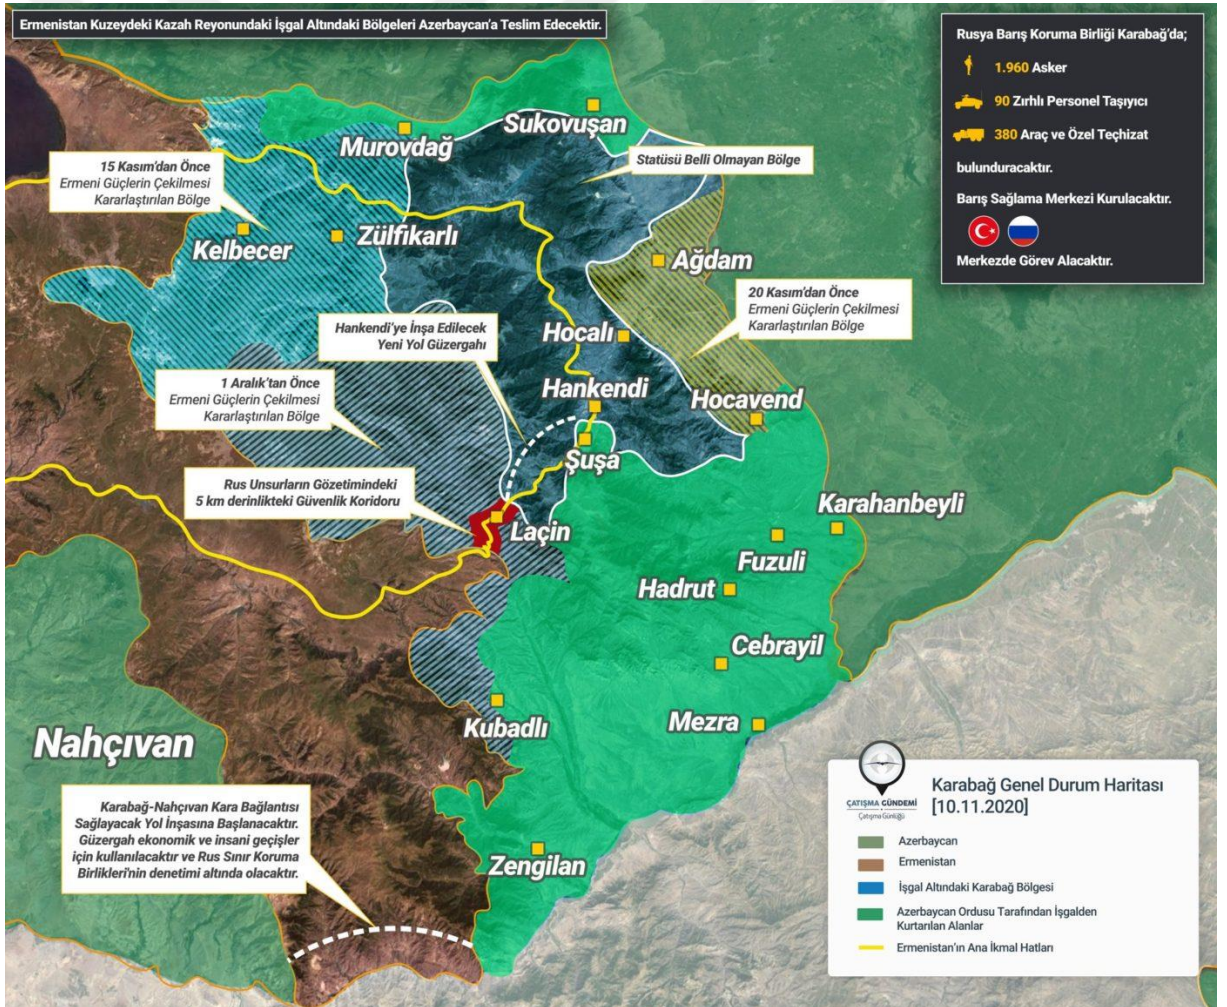 Ermenistan Kuzeydeki Kazah Reyonundaki İşgal Altındaki Bölgeleri Azerbaycan'a Teslim Edecektir.
Rusya Barış Koruma Birliği Karabağ'da;
1.960 Asker
90 Zırhlı Personel Taşıyıcı
380 Araç ve Özel Teçhizat
bulunduracaktır.
Barış Sağlama Merkezi Kurulacaktır.
Merkezde Görev Alacaktır.
Sukovuşan
Murovdağ
Statüsü Belli Olmayan Bölge
15 Kasım'dan Önce
Ermeni Güçlerin Çekilmesi
Kararlaştırılan Bölge
Kelbecer
Zülfikarlı
Ağdam
20 Kasım'dan Önce
Ermeni Güçlerin Çekilmesi
Kararlaştırılan Bölge
Hankendi'ye İnşa Edilecek
Yeni Yol Güzergahı
Hocalı
1 Aralık'tan Önce
Ermeni Güçlerin Çekilmesi
Kararlaştırılan Bölge
Hankendi
Hocavend
Şuşa
Rus Unsurların Gözetimindeki
5 km derinlikteki Güvenlik Koridoru
Laçin
Karahanbeyli
Fuzuli
Hadrut
Cebrayil
Kubadlı
Mezra
Nahçıvan
Karabağ-Nahçıvan Kara Bağlantısı
Sağlayacak Yol İnşasına Başlanacaktır.
Güzergah ekonomik ve insani geçişler
için kullanılacaktır ve Rus Sınır Koruma
Birlikleri'nin denetimi altında olacaktır.
Zengilan
ÇATIŞMA GÜNDEMİ
Çatışma Günlüğü
Karabağ Genel Durum Haritası
[10.11.2020]
Azerbaycan
Ermenistan
İşgal Altındaki Karabağ Bölgesi
Azerbaycan Ordusu Tarafından İşgalden
Kurtarılan Alanlar
Ermenistan'ın Ana İkmal Hatları